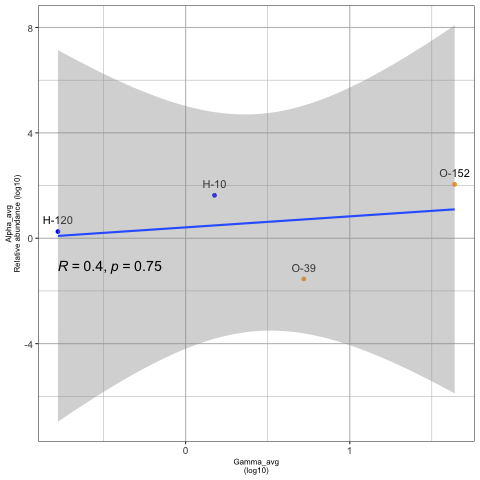 8
4
0
-4
Alpha_avg
Relative abundance (log10)
O-152
H-10
H-120
R = 0.4, p = 0.75
O-39
0
1
Gamma_avg
(log10)